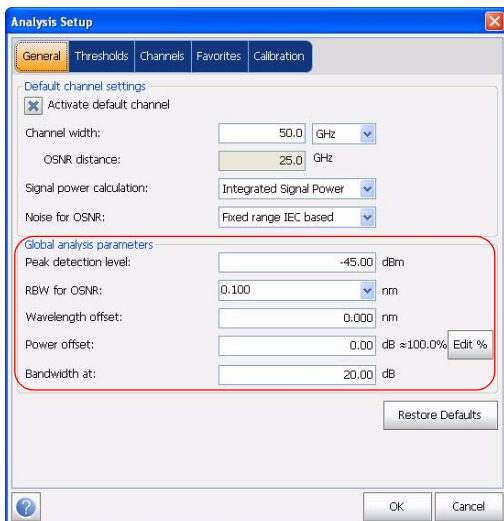 Analysis Setup
General Thresholds Channels Favorites Calibration
Default channel settings
Activate default channel
Channel width: 50.0 GHz
OSNR distance: 25.0 GHz
Signal power calculation: Integrated Signal Power
Noise for OSNR: Fixed range IEC based
Global analysis parameters
Peak detection level: -45.00 dBm
RBW for OSNR: 0.100 nm
Wavelength offset: 0.000 nm
Power offset: 0.00 dB ≈100.0% Edit %
Bandwidth at: 20.00 dB
Restore Defaults
? OK Cancel